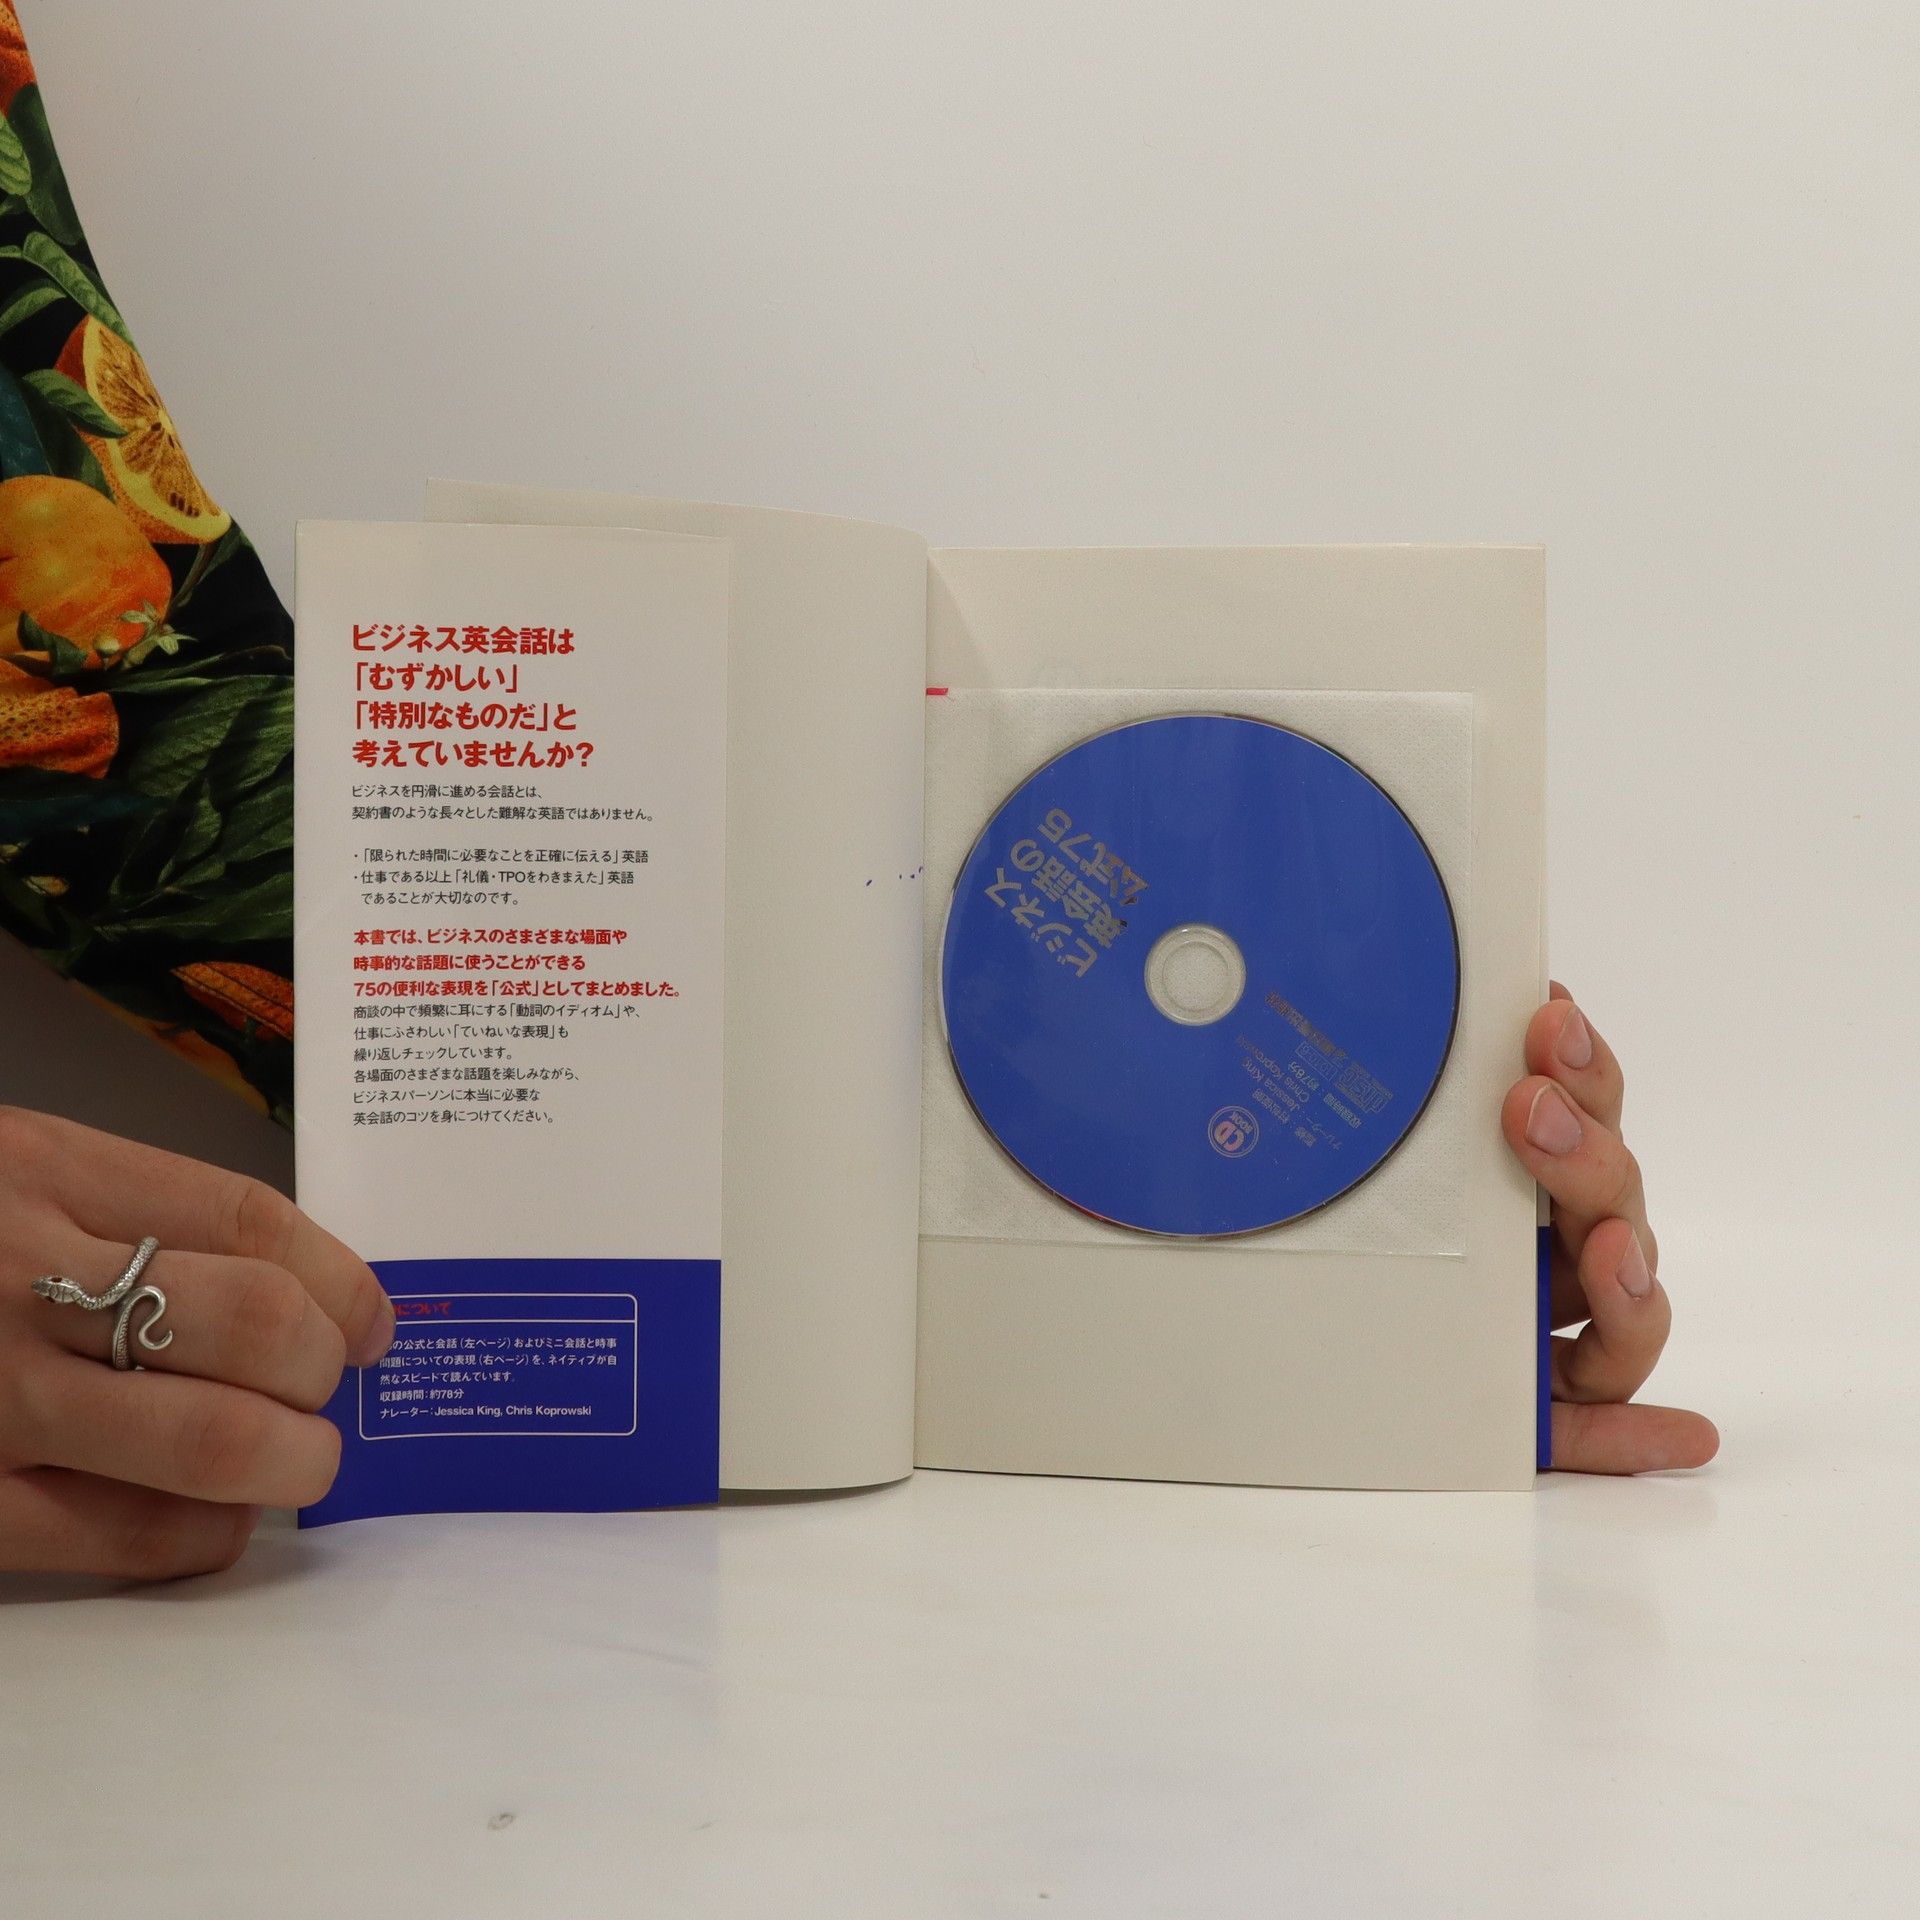 ビジネス英会話は
「むずかしい」
「特別なものだ」と
考えていませんか?
ビジネスを円滑に進める会話とは、
契約書のような長々とした難解な英語ではありません。
・「限られた時間に必要なことを正確に伝える」英語
・仕事である以上「礼儀・TPOをわきまえた」英語
であることが大切なのです。
本書では、ビジネスのさまざまな場面や
時事的な話題に使うことができる
75の便利な表現を「公式」としてまとめました。
商談の中で頻繁に耳にする「動詞のイディオム」や、
仕事にふさわしい「ていねいな表現」も
繰り返しチェックしています。
各場面のさまざまな話題を楽しみながら、
ビジネスパーソンに本当に必要な
英会話のコツを身につけてください。
について
の公式と会話(左ページ)およびミニ会話と時事
問題についての表現(右ページ)を、ネイティブが自
然なスピードで読んでいます。
収録時間:約78分
ナレーター:Jessica King, Chris Koprowski
ビジネス
英会話の
公式75
CD
BOOK
ナレーター: Jessica King
Chris Koprowski
収録時間 約78分